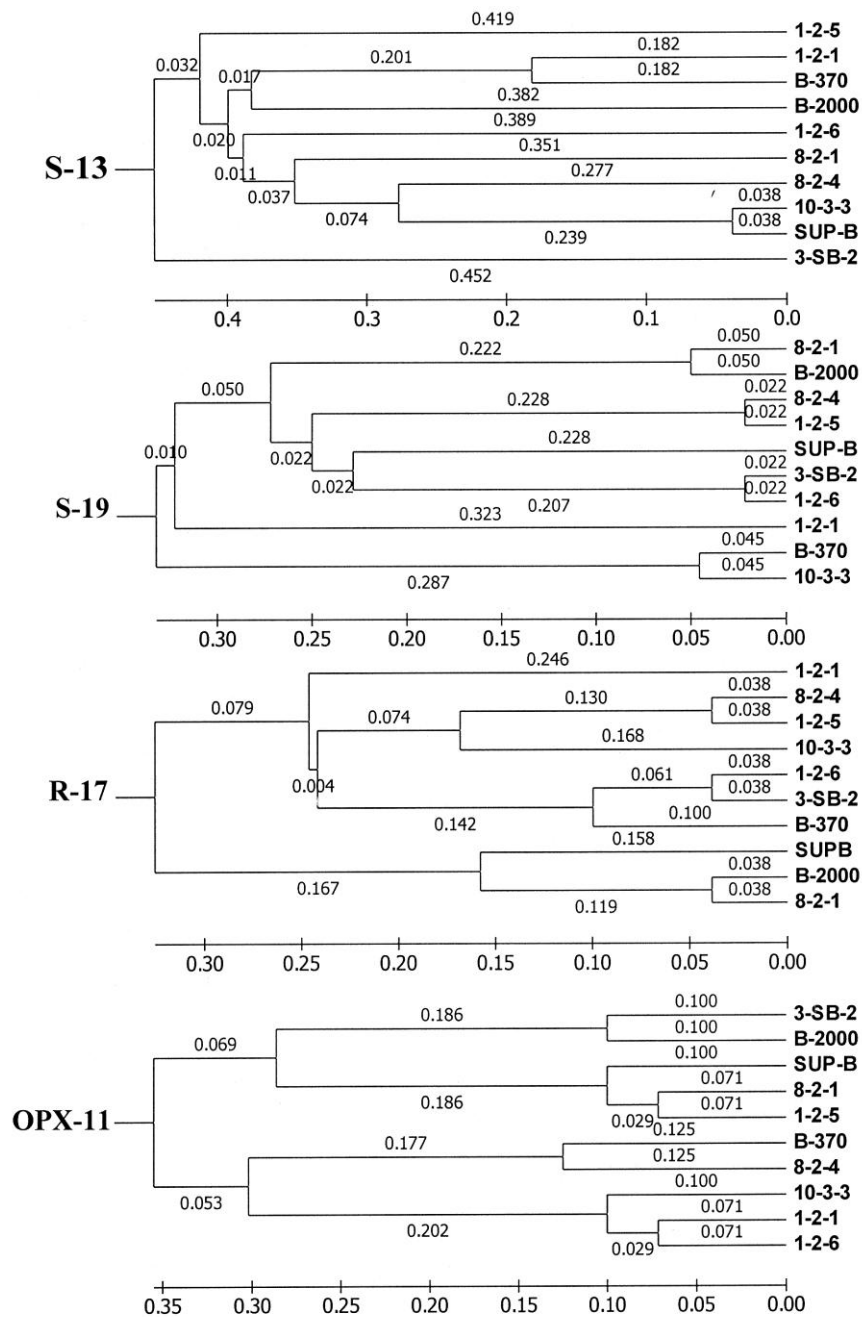 0.419 1-2-5
0.182 1-2-1
0.032 0.201
0.017 0.182 B-370
0.382 B-2000
0.389 1-2-6
0.020
0.351 8-2-1
S-13 0.011 0.277
0.037 0.038 8-2-4
0.074 10-3-3
0.038
0.239 SUP-B
3-SB-2
0.452
0.4 0.3 0.2 0.1 0.0
0.050 8-2-1
0.222
0.050 B-2000
0.050 0.022 8-2-4
0.228 0.022
1-2-5
0.228 SUP-B
0.010 0.022 0.022 3-SB-2
0.022 0.022
0.207 1-2-6
S-19 0.323 1-2-1
0.045 B-370
0.045
0.287 10-3-3
0.30 0.25 0.20 0.15 0.10 0.05 0.00
0.246 1-2-1
0.038 8-2-4
0.079 0.130
0.074 0.038 1-2-5
0.168 10-3-3
0.038 1-2-6
0.004 0.061
R-17 0.038 3-SB-2
0.142 0.100 B-370
0.158 SUPB
0.038 B-2000
0.167 0.038
0.119 8-2-1
0.30 0.25 0.20 0.15 0.10 0.05 0.00
0.100 3-SB-2
0.186
0.100 B-2000
0.069
0.100 SUP-B
0.071 8-2-1
0.186 0.071
OPX-11 0.029 1-2-5
0.125 B-370
0.177
0.125 8-2-4
0.100 10-3-3
0.053
0.071 1-2-1
0.202 0.071
0.029 1-2-6
0.35 0.30 0.25 0.20 0.15 0.10 0.05 0.00